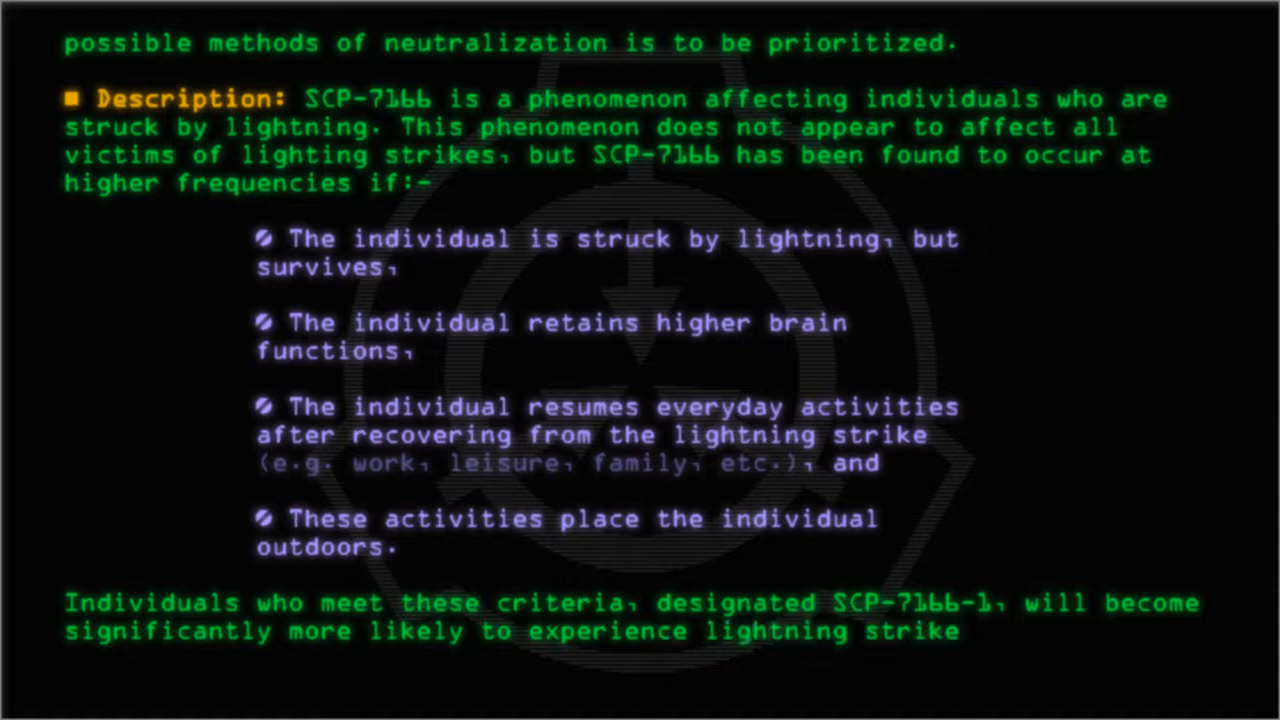 possible methods of neutralization is to be prioritized.
■ Description: SCP-7166 is a phenomenon affecting individuals who are
struck by lightning. This phenomenon does not appear to affect all
victims of lighting strikes, but SCP-7166 has been found to occur at
higher frequencies if:-
The individual is struck by lightning, but
survives,
The individual retains higher brain
functions,
The individual resumes everyday activities
after recovering from the lightning strike
(e.g. work, leisure, family, etc.), and
These activities place the individual
outdoors.
Individuals who meet these criteria, designated SCP-7166-1, will become
significantly more likely to experience lightning strike